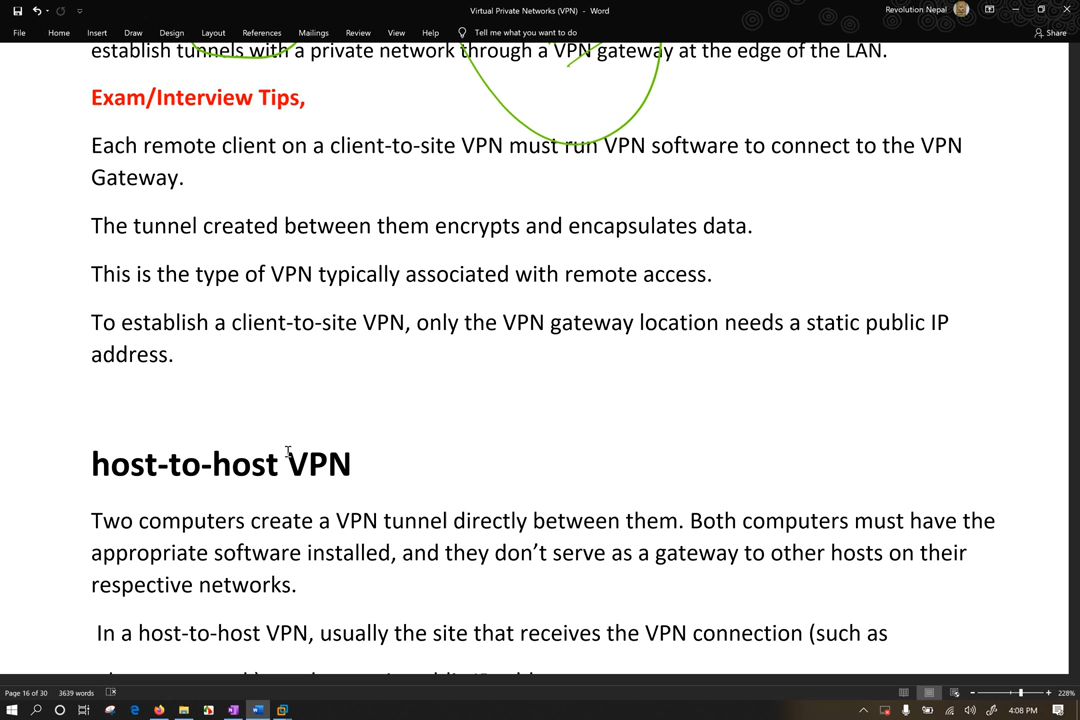 Virtual Private Networks (VPN) - Word
Revolution Nepal
File Home Insert Draw Design Layout References Mailings Review View Help Tell me what you want to do
Share
establish tunnels with a private network through a VPN gateway at the edge of the LAN.
Exam/Interview Tips,
Each remote client on a client-to-site VPN must run VPN software to connect to the VPN
Gateway.
The tunnel created between them encrypts and encapsulates data.
This is the type of VPN typically associated with remote access.
To establish a client-to-site VPN, only the VPN gateway location needs a static public IP
address.
host-to-host VPN
Two computers create a VPN tunnel directly between them. Both computers must have the
appropriate software installed, and they don’t serve as a gateway to other hosts on their
respective networks.
In a host-to-host VPN, usually the site that receives the VPN connection (such as
Page 16 of 30 3639 words
228%
4:08 PM